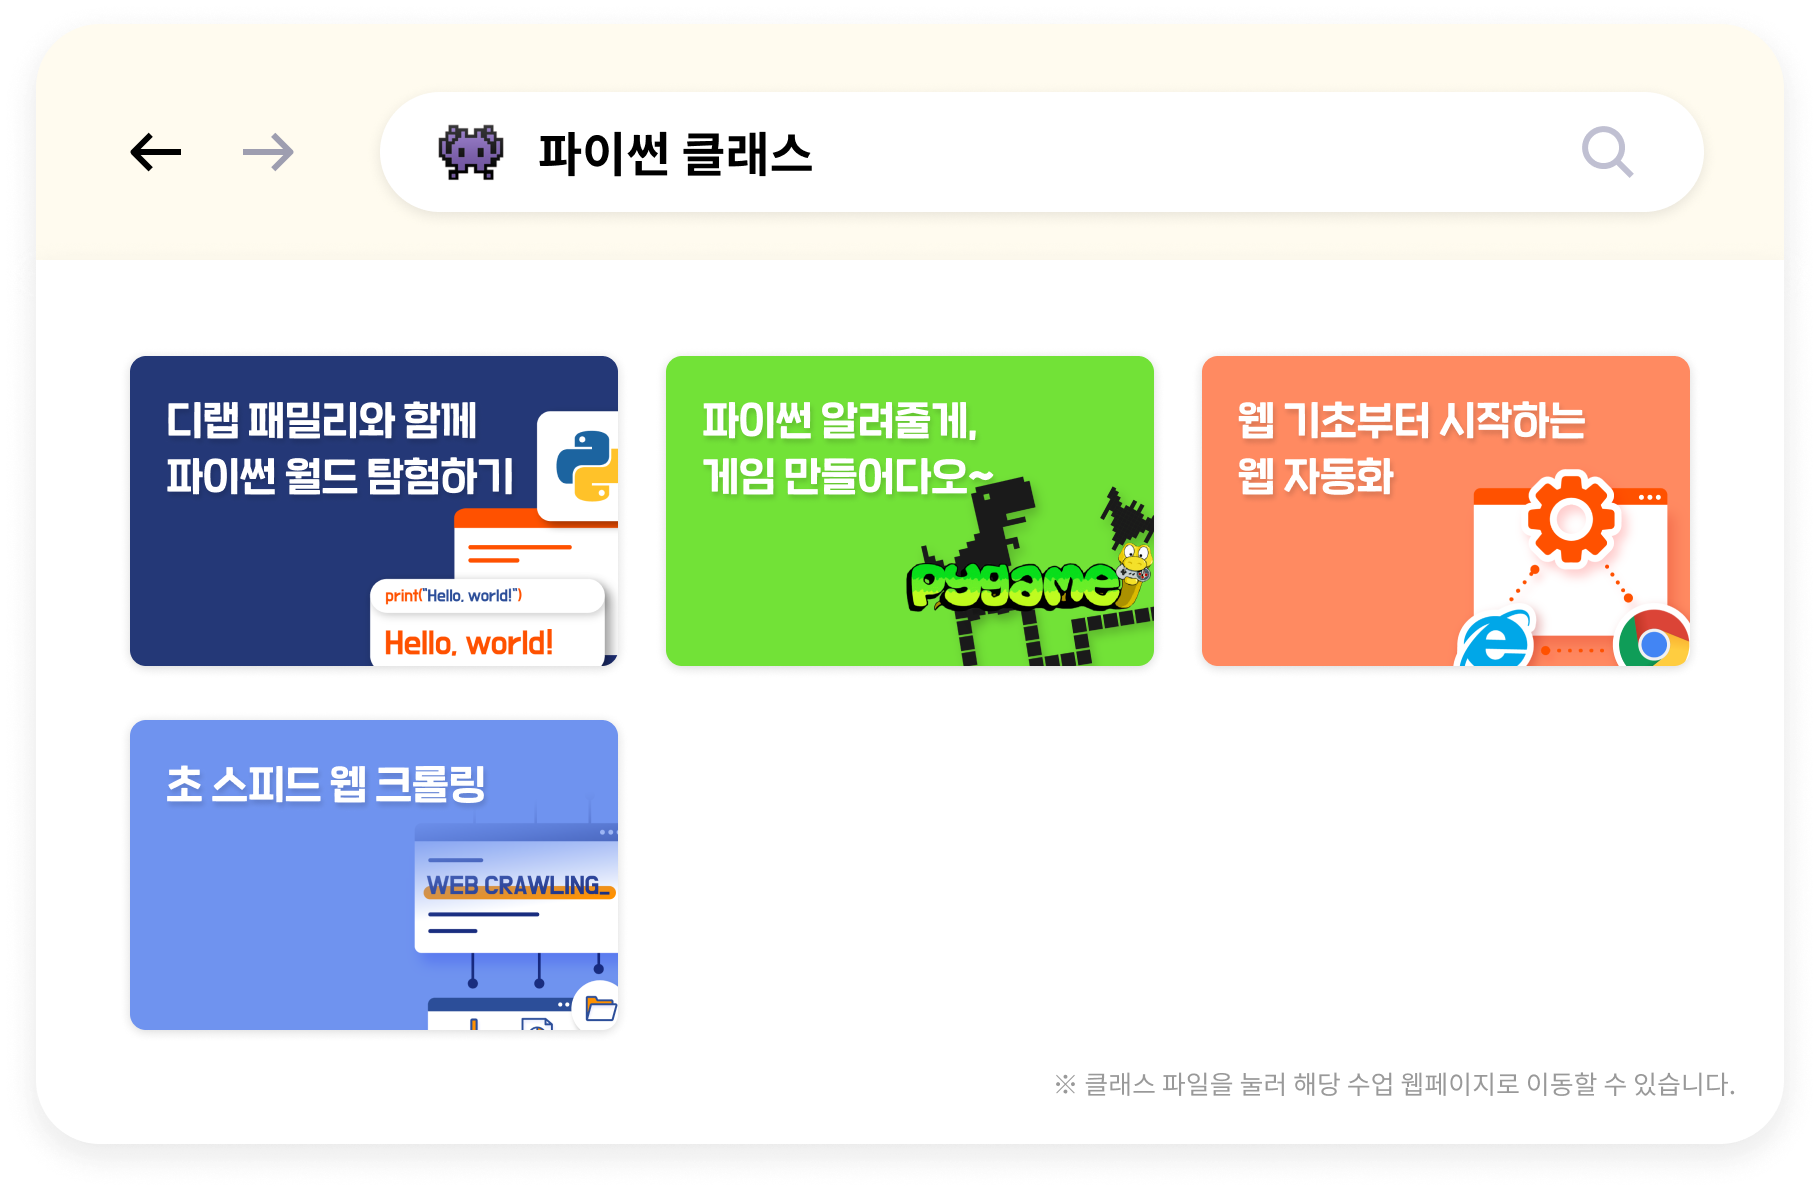 파이썬 클래스
디랩 패밀리와 함께
파이썬 월드 탐험하기
print("Hello, world!")
Hello, world!
파이썬 알려줄게,
게임 만들어다오~
pygame
웹 기초부터 시작하는
웹 자동화
초 스피드 웹 크롤링
WEB CRAWLING_
※ 클래스 파일을 눌러 해당 수업 웹페이지로 이동할 수 있습니다.